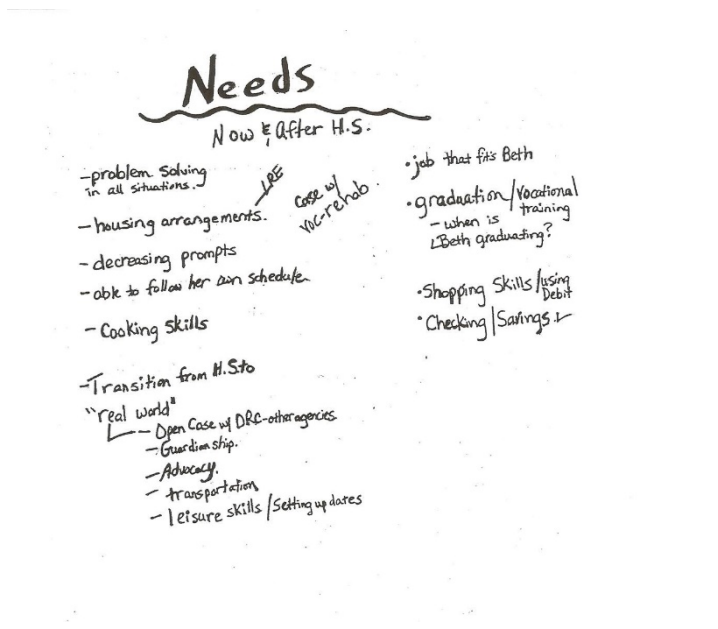 Needs
Now & After H.S.
-problem solving
in all situations.
- housing arrangements. - LRE
case w/
voc-rehab.
- decreasing prompts
- able to follow her own schedule
- Cooking skills
-Transition from H.S to
"real world"
- Open Case w/ DRC-other agencies
- Guardianship.
- Advocacy.
- transportation
- leisure skills/Setting up dates
•job that fits Beth
•graduation/Vocational
training
- when is
Beth graduating?
•Shopping Skills/using
Debit
•Checking/Savings.